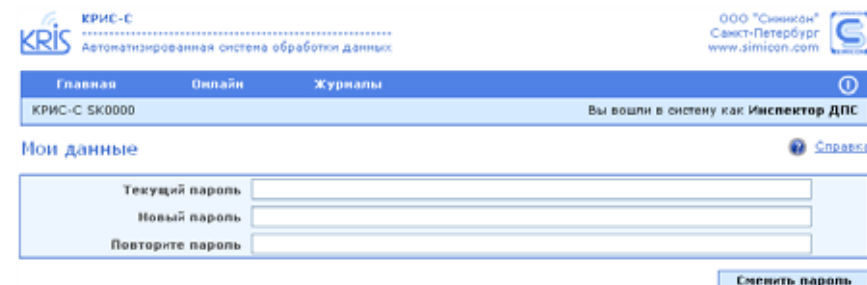 KRIS
КРИС-С
Автоматизированная система обработки данных
ООО "Симикон"
Санкт-Петербург
www.simicon.com
SIMICON
Главная Онлайн Журналы
КРИС-С SK0000 Вы вошли в систему как Инспектор ДПС
Мои данные Справка
Текущий пароль
Новый пароль
Повторите пароль
Сменить пароль